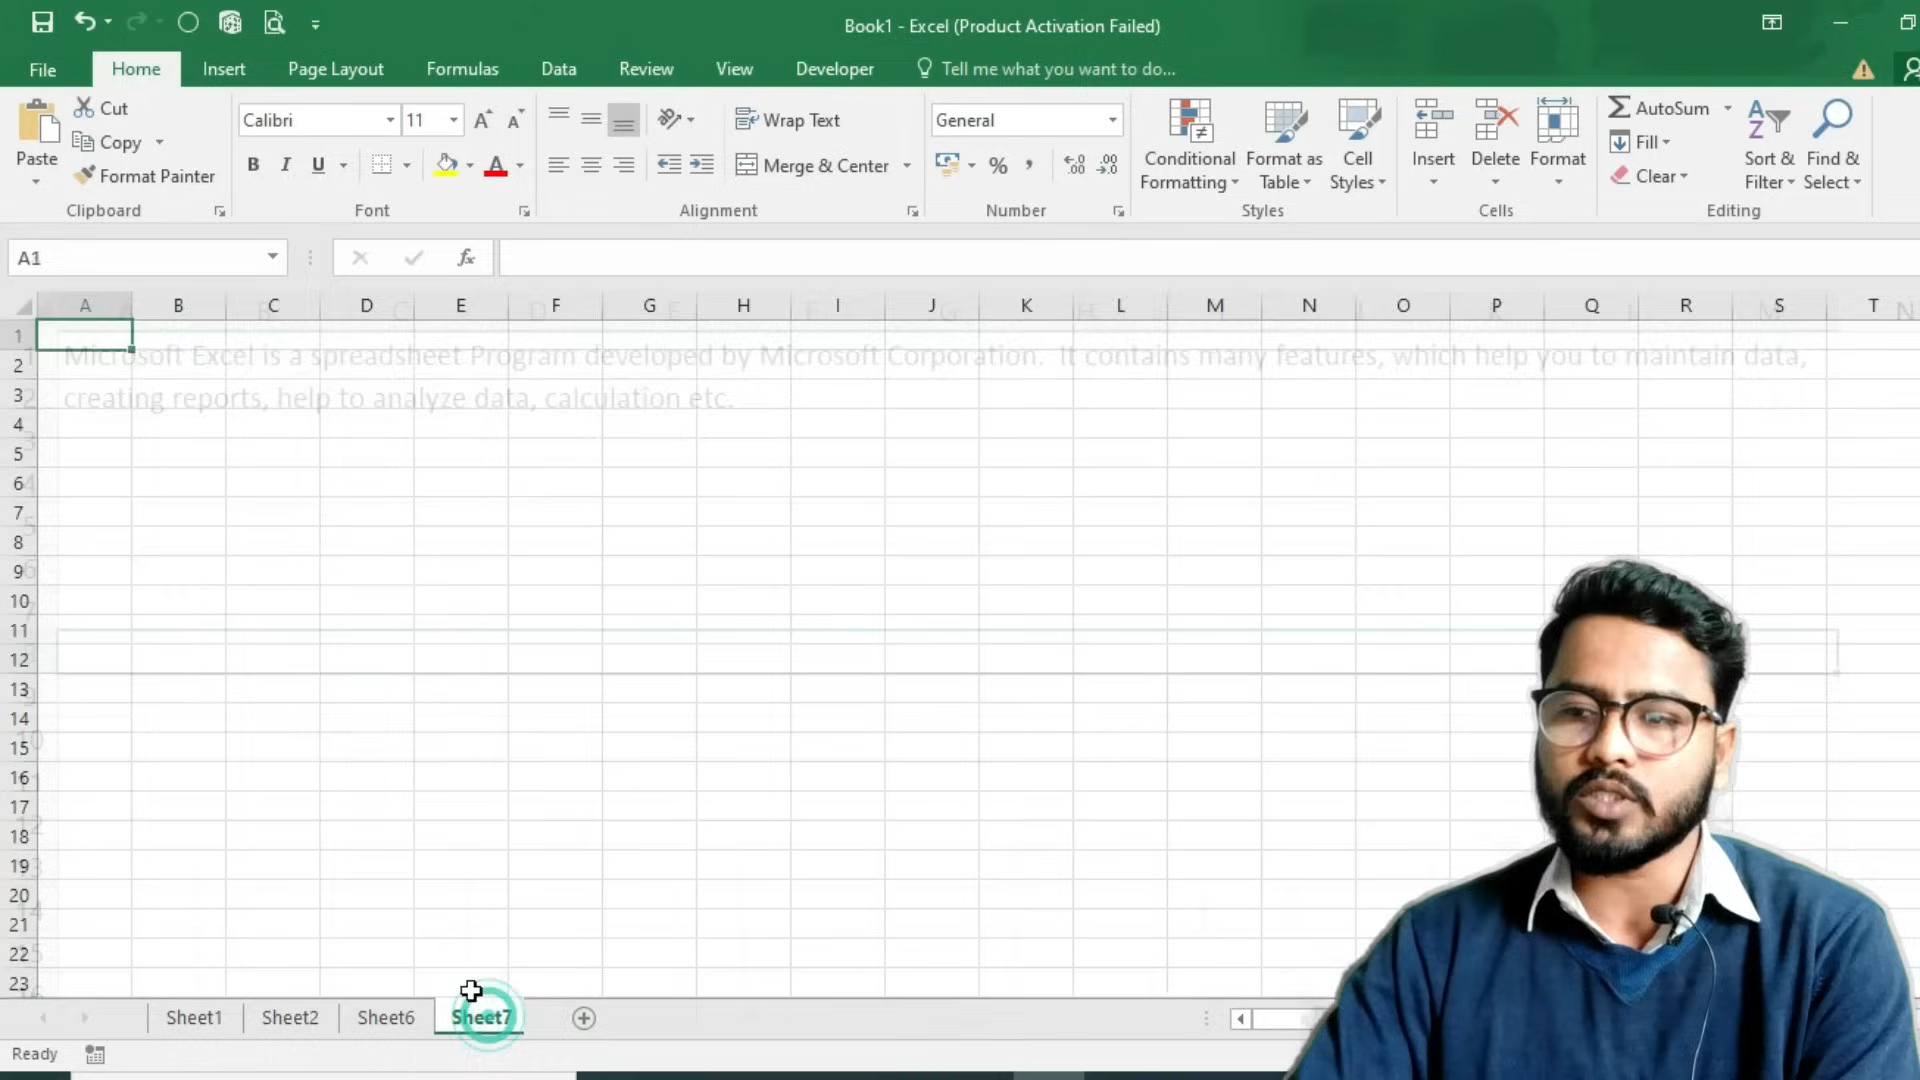 Book1 - Excel (Product Activation Failed)
File Home Insert Page Layout Formulas Data Review View Developer Tell me what you want to do...
Paste
Cut
Copy
Format Painter
Clipboard
Calibri 11
B I U
Font
Wrap Text
Merge & Center
Alignment
General
%
Number
Conditional Formatting
Format as Table
Cell Styles
Styles
Insert Delete Format
Cells
AutoSum
Fill
Clear
Sort & Filter
Find & Select
Editing
A1
fx
A B C D E F G H I J K L M N O P Q R S T
1
Microsoft Excel is a spreadsheet Program developed by Microsoft Corporation. It contains many features, which help you to maintain data,
2
3
creating reports, help to analyze data, calculation etc.
4
5
6
7
8
9
10
11
12
13
14
15
16
17
18
19
20
21
22
23
Sheet1 Sheet2 Sheet6 Sheet7
Ready